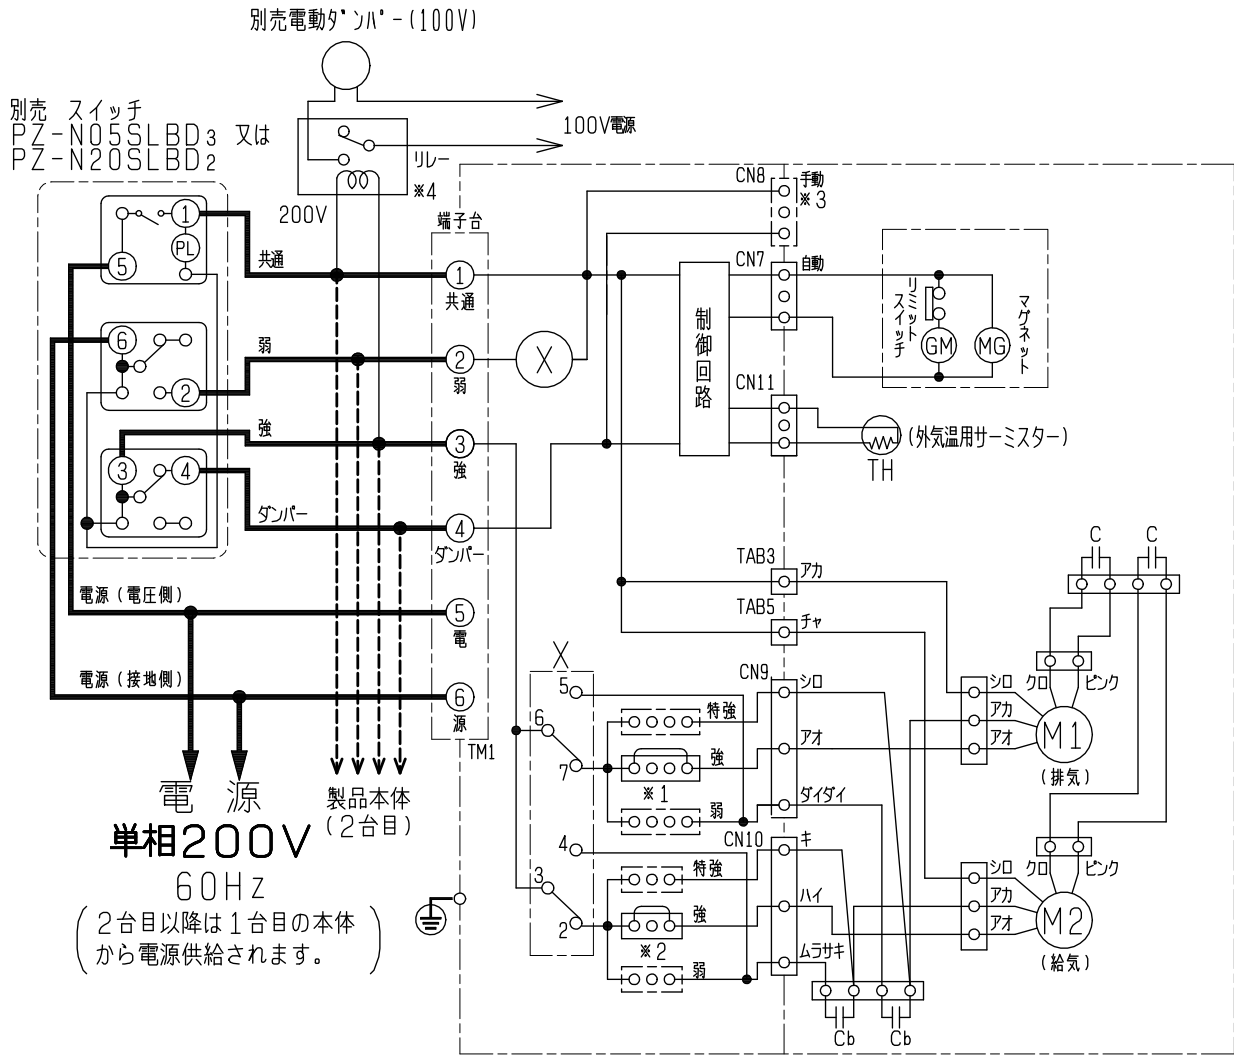 別売電動ダンパー(100V)
別売 スイッチ
PZ-N05SLBD3 又は
PZ-N20SLBD2
100V電源
リレー
※4
200V
端子台
1
PL
5
共通
1
共通
6
2
弱
2
弱
X
3
4
強
3
強
ダンパー
4
ダンパー
電源(電圧側)
5
電
電源(接地側)
6
源
TM1
電 源
単相200V
60Hz
(2台目以降は1台目の本体
から電源供給されます。)
製品本体
(2台目)
CN8
手動
※3
CN7
自動
制御回路
CN11
リミット
スイッチ
GM
MG
マグネット
(外気温用サーミスター)
TH
TAB3
アカ
TAB5
チャ
X
5
6
7
4
3
2
CN9
シロ
特強
アオ
強
※1
ダイダイ
弱
CN10
キ
特強
ハイ
強
※2
ムラサキ
弱
C
C
クロ
ピンク
シロ
アカ
アオ
M1
(排気)
クロ
ピンク
シロ
アカ
アオ
M2
(給気)
Cb
Cb